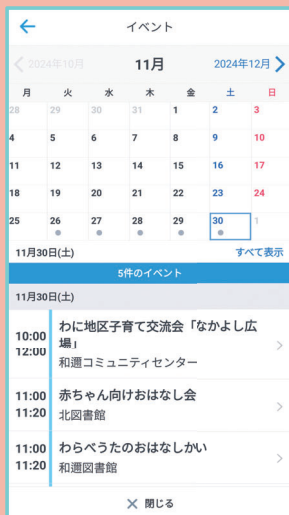 イベント
2024年10月 11月 2024年12月
月 火 水 木 金 土 日
28 29 30 31 1 2 3
4 5 6 7 8 9 10
11 12 13 14 15 16 17
18 19 20 21 22 23 24
25 26 27 28 29 30 1
11月30日(土) すべて表示
5件のイベント
11月30日(土)
10:00 わに地区子育て交流会「なかよし広
12:00 場」
和邇コミュニティセンター
11:00 赤ちゃん向けおはなし会
11:20 北図書館
11:00 わらべうたのおはなしかい
11:20 和邇図書館
× 閉じる